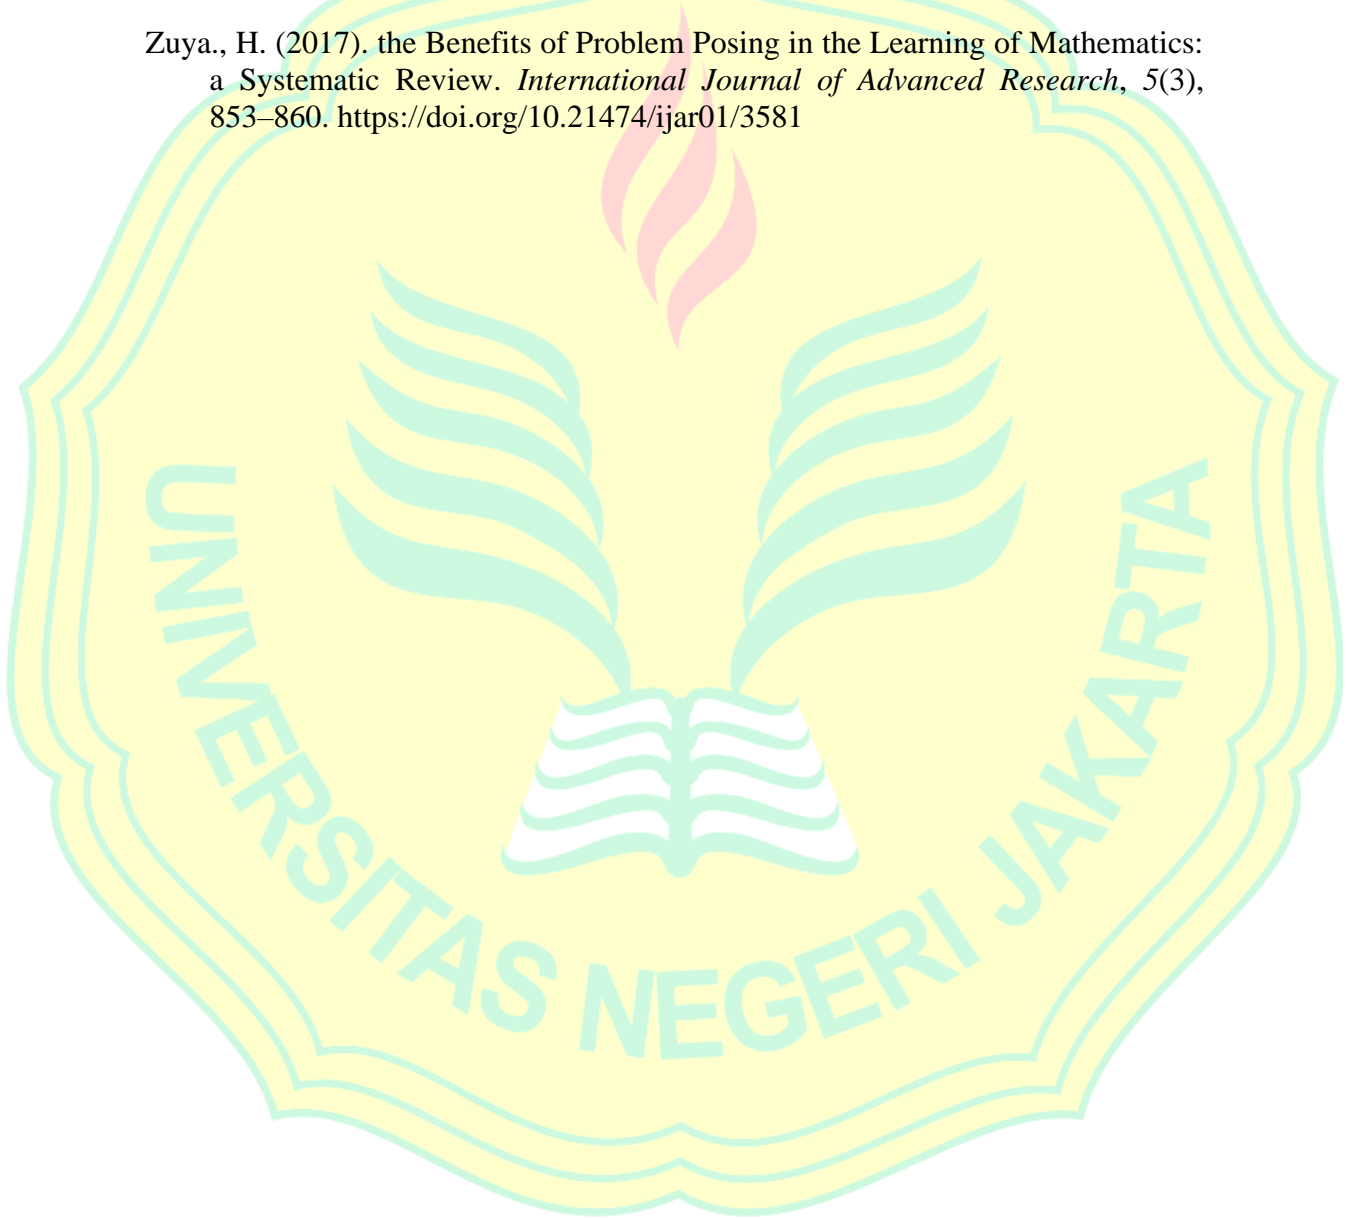 Zuya., H. (2017). the Benefits of Problem Posing in the Learning of Mathematics:
a Systematic Review. International Journal of Advanced Research, 5(3),
853–860. https://doi.org/10.21474/ijar01/3581
UNIVERSITAS NEGERI JAKARTA